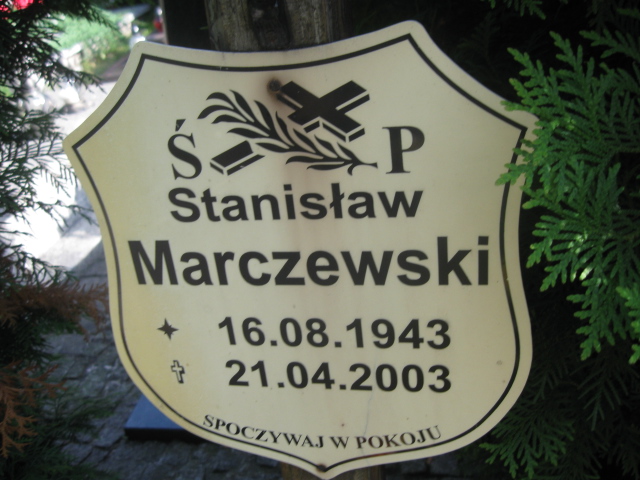 Ś P
Stanisław
Marczewski
16.08.1943
21.04.2003
SPOCZYWAJ W POKOJU